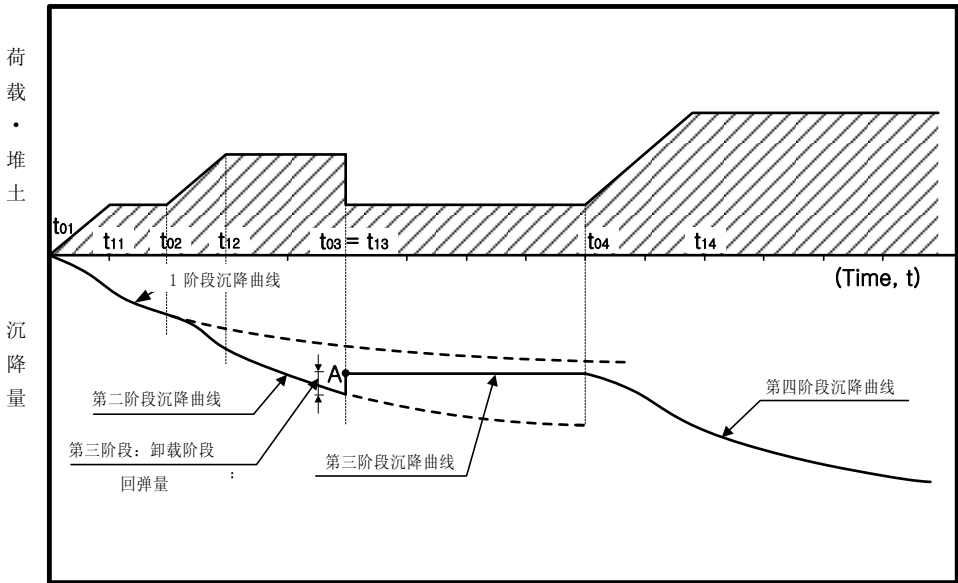 荷载·堆土
t01
t11
t02
t12
t03 = t13
t04
t14
(Time, t)
1 阶段沉降曲线
沉降量
A
第二阶段沉降曲线
第四阶段沉降曲线
第三阶段：卸载阶段
回弹量
:
第三阶段沉降曲线